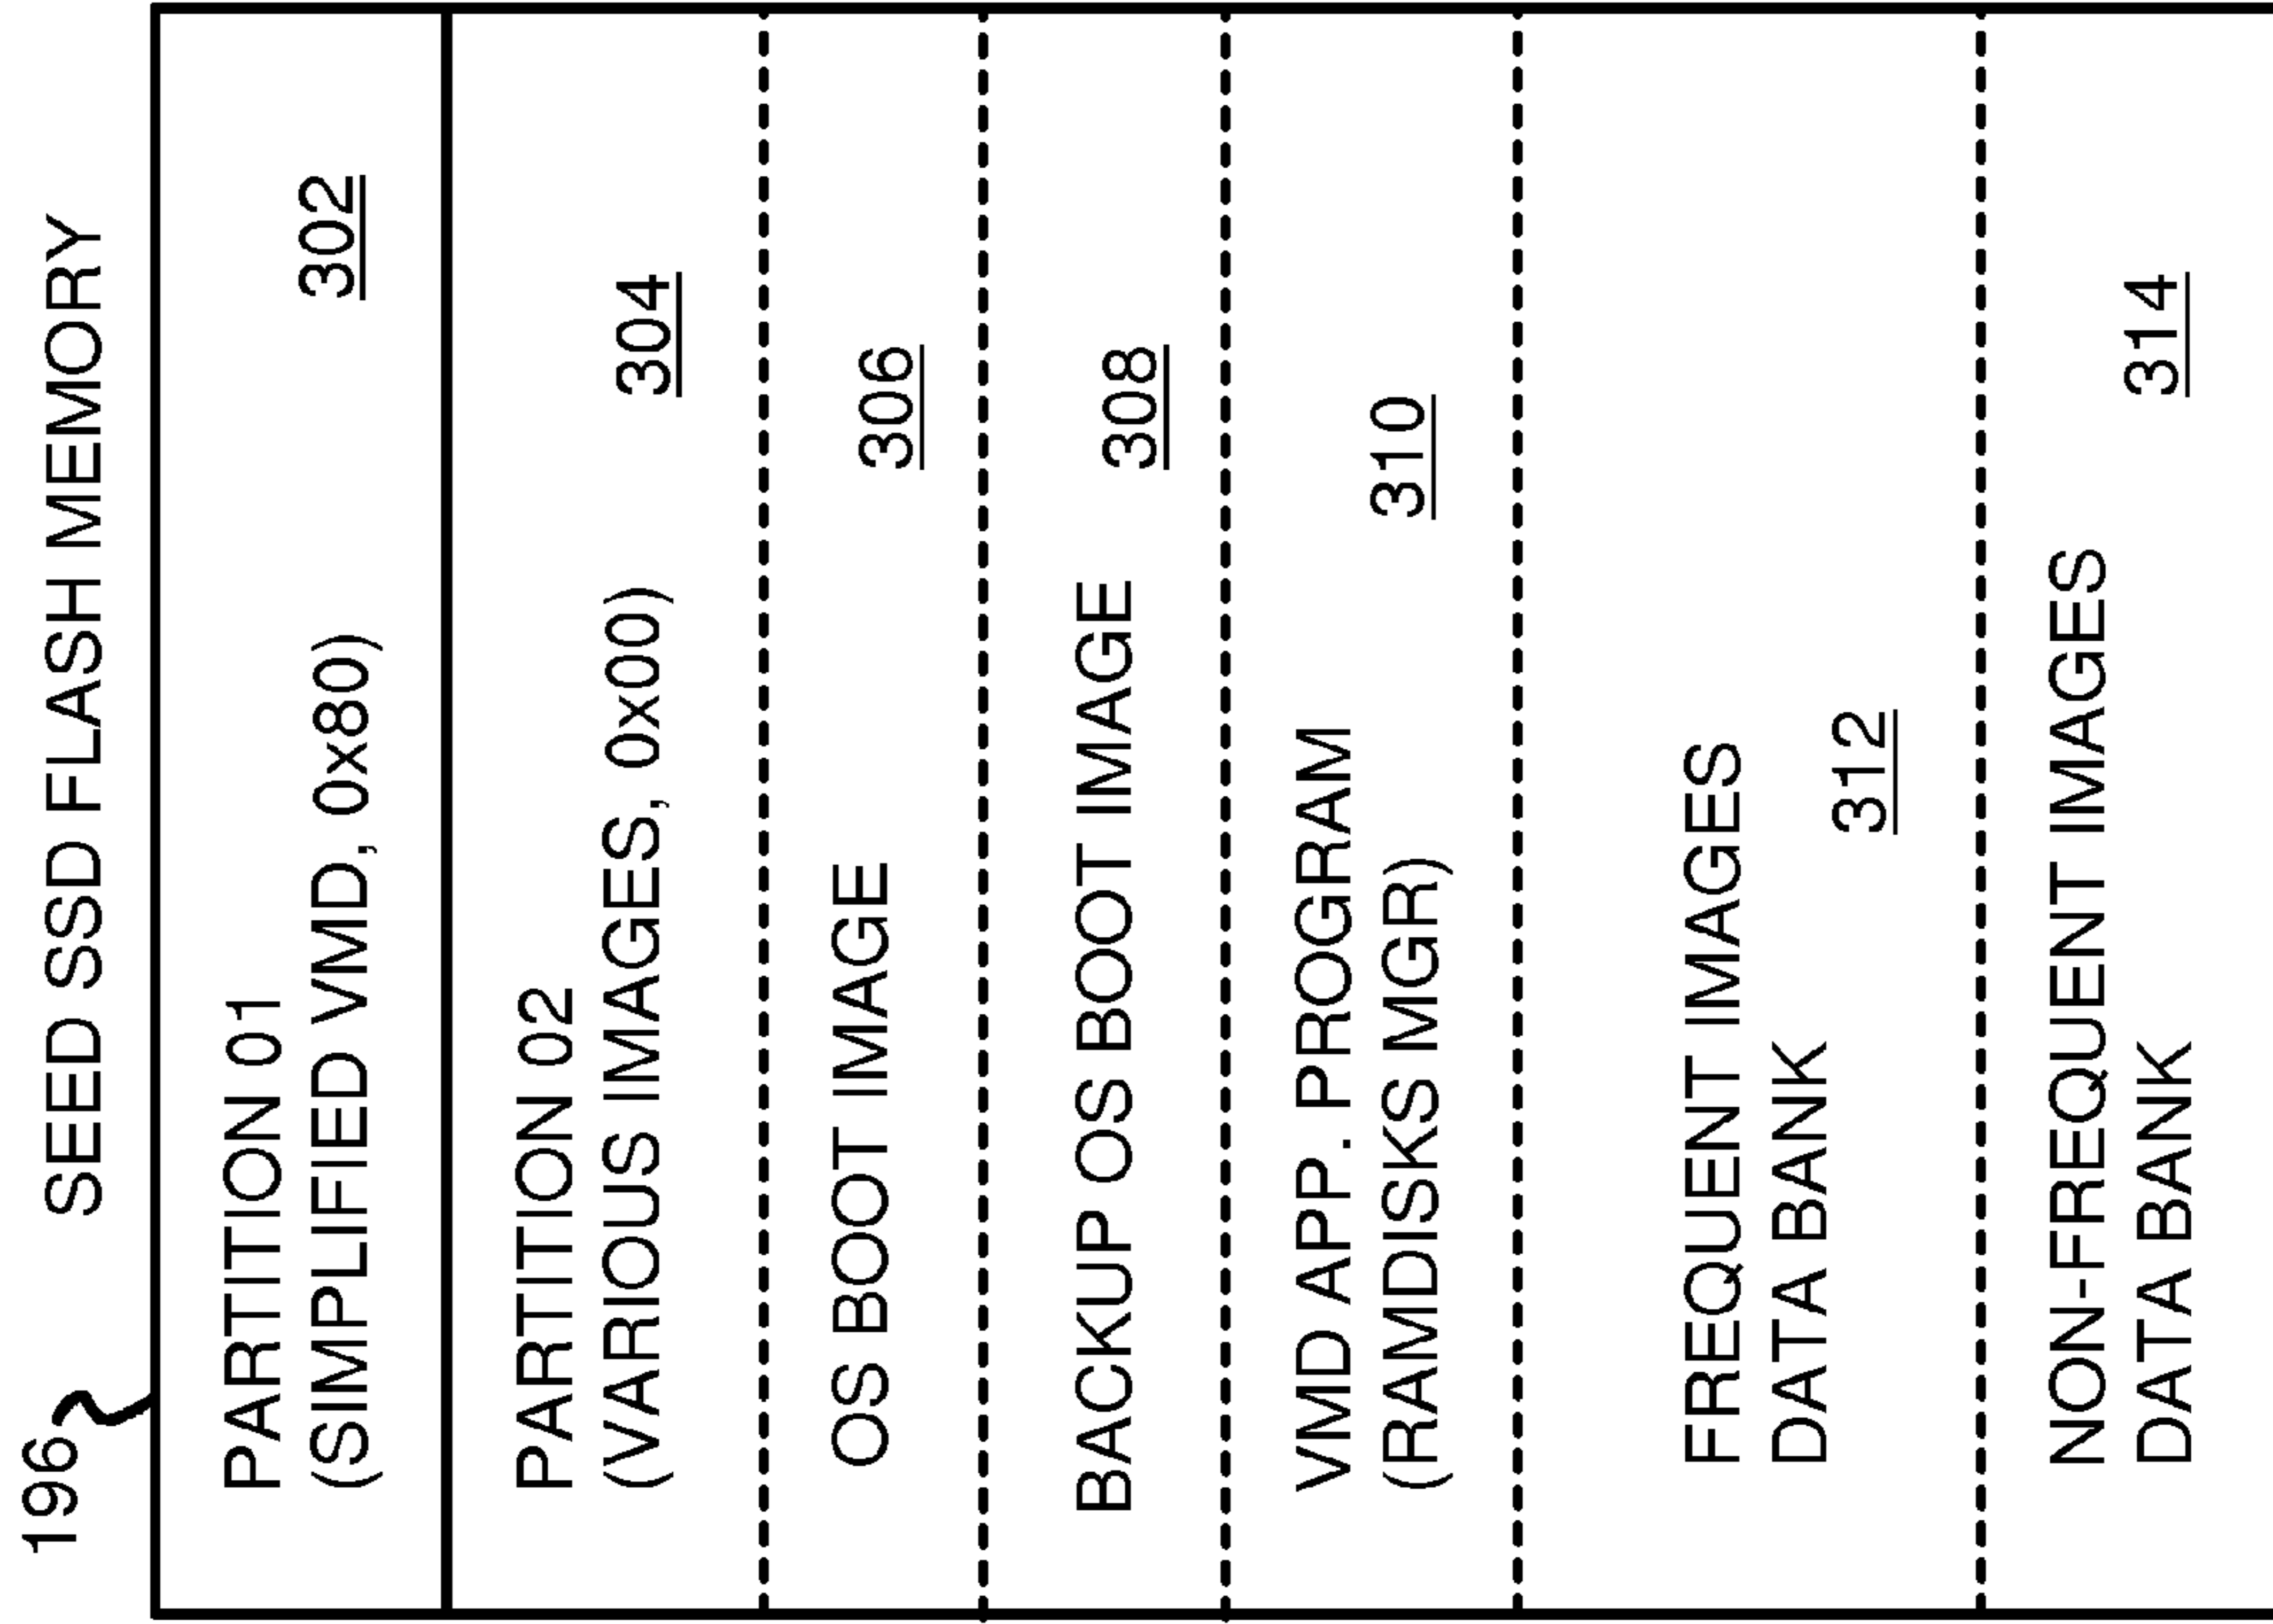 196
SEED SSD FLASH MEMORY
PARTITION 01
(SIMPLIFIED VMD, 0x80)
302
PARTITION 02
(VARIOUS IMAGES, 0x00)
304
OS BOOT IMAGE
306
BACKUP OS BOOT IMAGE
308
VMD APP. PROGRAM
(RAMDISKS MGR)
310
FREQUENT IMAGES
DATA BANK
312
NON-FREQUENT IMAGES
DATA BANK
314